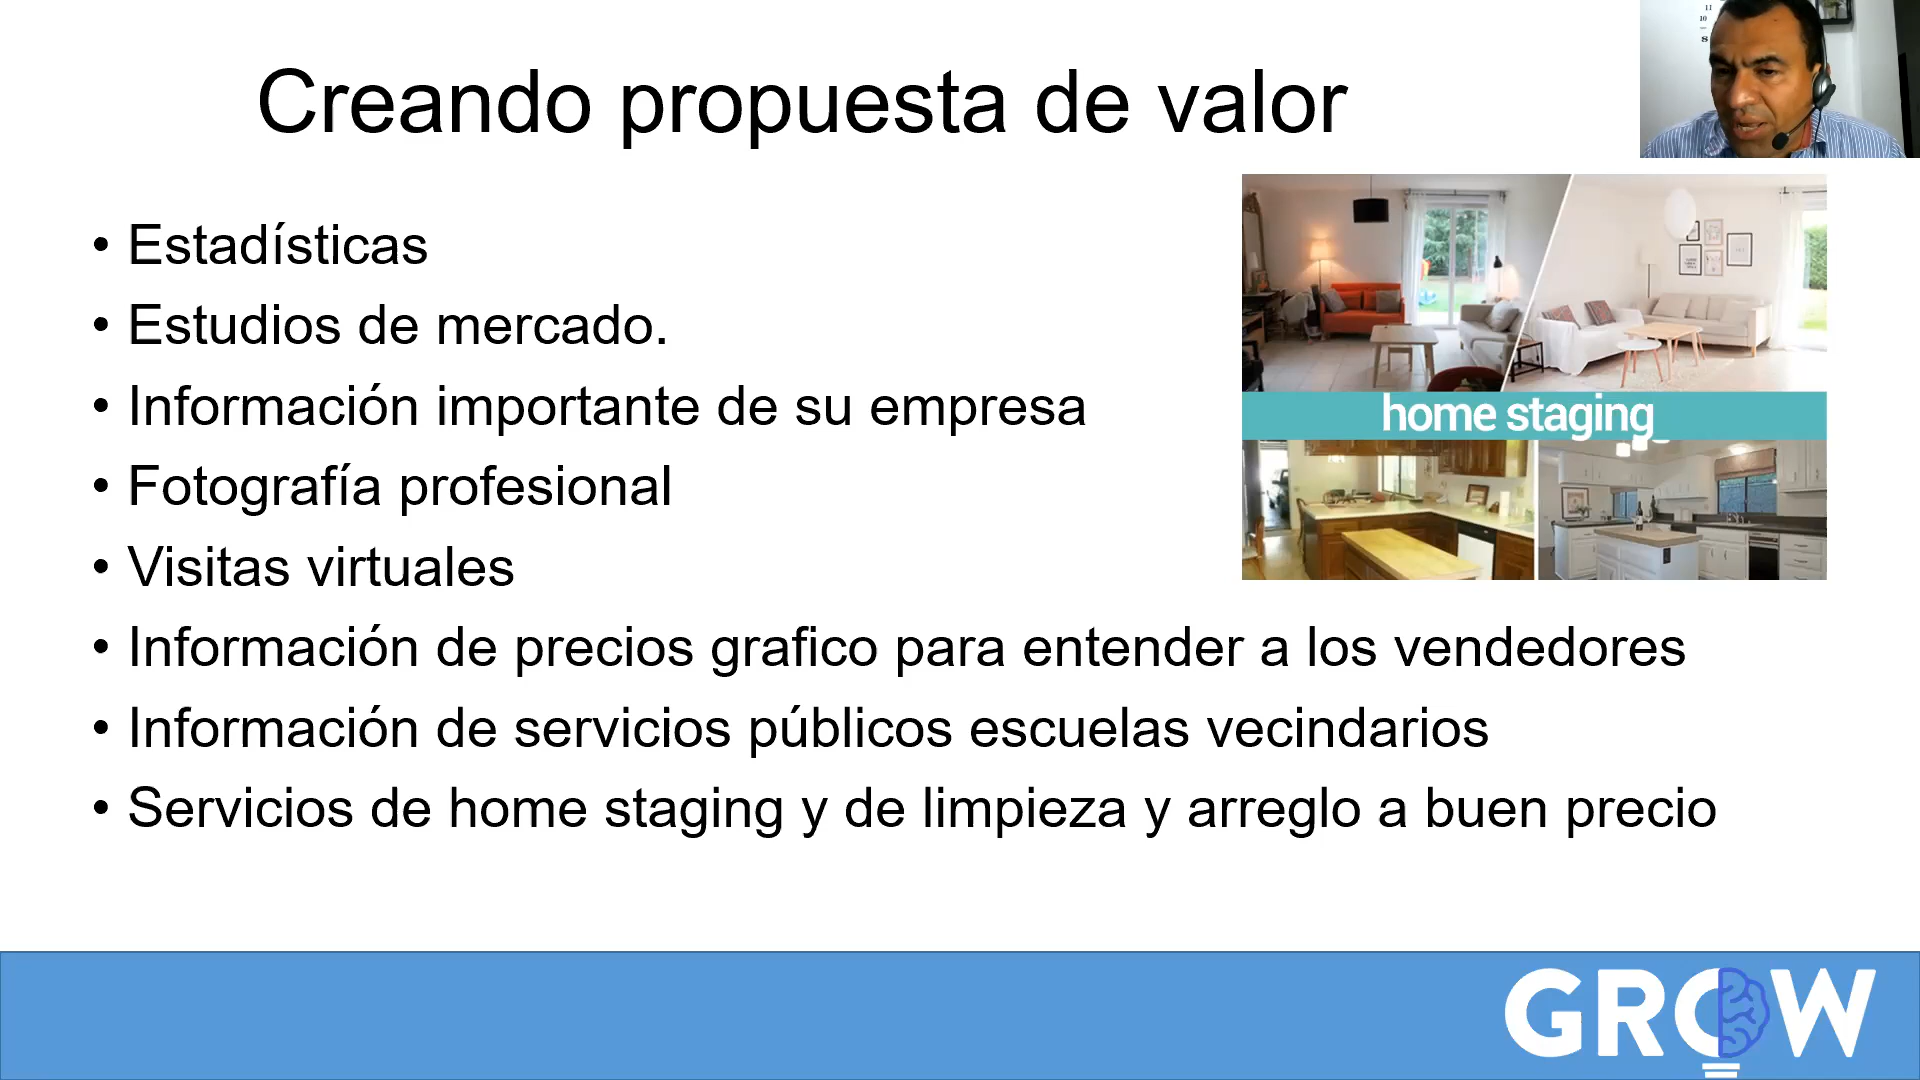 Creando propuesta de valor
• Estadísticas
• Estudios de mercado.
• Información importante de su empresa
• Fotografía profesional
• Visitas virtuales
• Información de precios grafico para entender a los vendedores
• Información de servicios públicos escuelas vecindarios
• Servicios de home staging y de limpieza y arreglo a buen precio
home staging
GROW